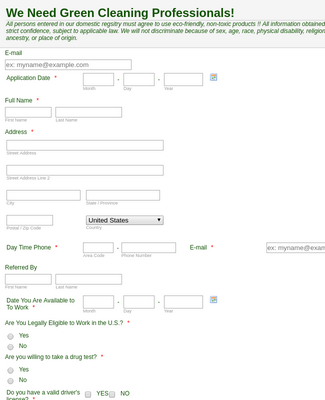 We Need Green Cleaning Professionals!
All persons entered in our domestic registry must agree to use eco-friendly, non-toxic products !! All information obtained
strict confidence, subject to applicable law. We will not discriminate because of sex, age, race, physical disability, religion
ancestry, or place of origin.
E-mail
ex: myname@example.com
Application Date *
- -
Month Day Year
Full Name *
First Name Last Name
Address *
Street Address
Street Address Line 2
City State / Province
United States
Postal / Zip Code Country
Day Time Phone * - E-mail * ex: myname@exam
Area Code Phone Number
Referred By
First Name Last Name
Date You Are Available to
To Work * - -
Month Day Year
Are You Legally Eligible to Work in the U.S.? *
Yes
No
Are you willing to take a drug test? *
Yes
No
Do you have a valid driver's YES NO
license? *